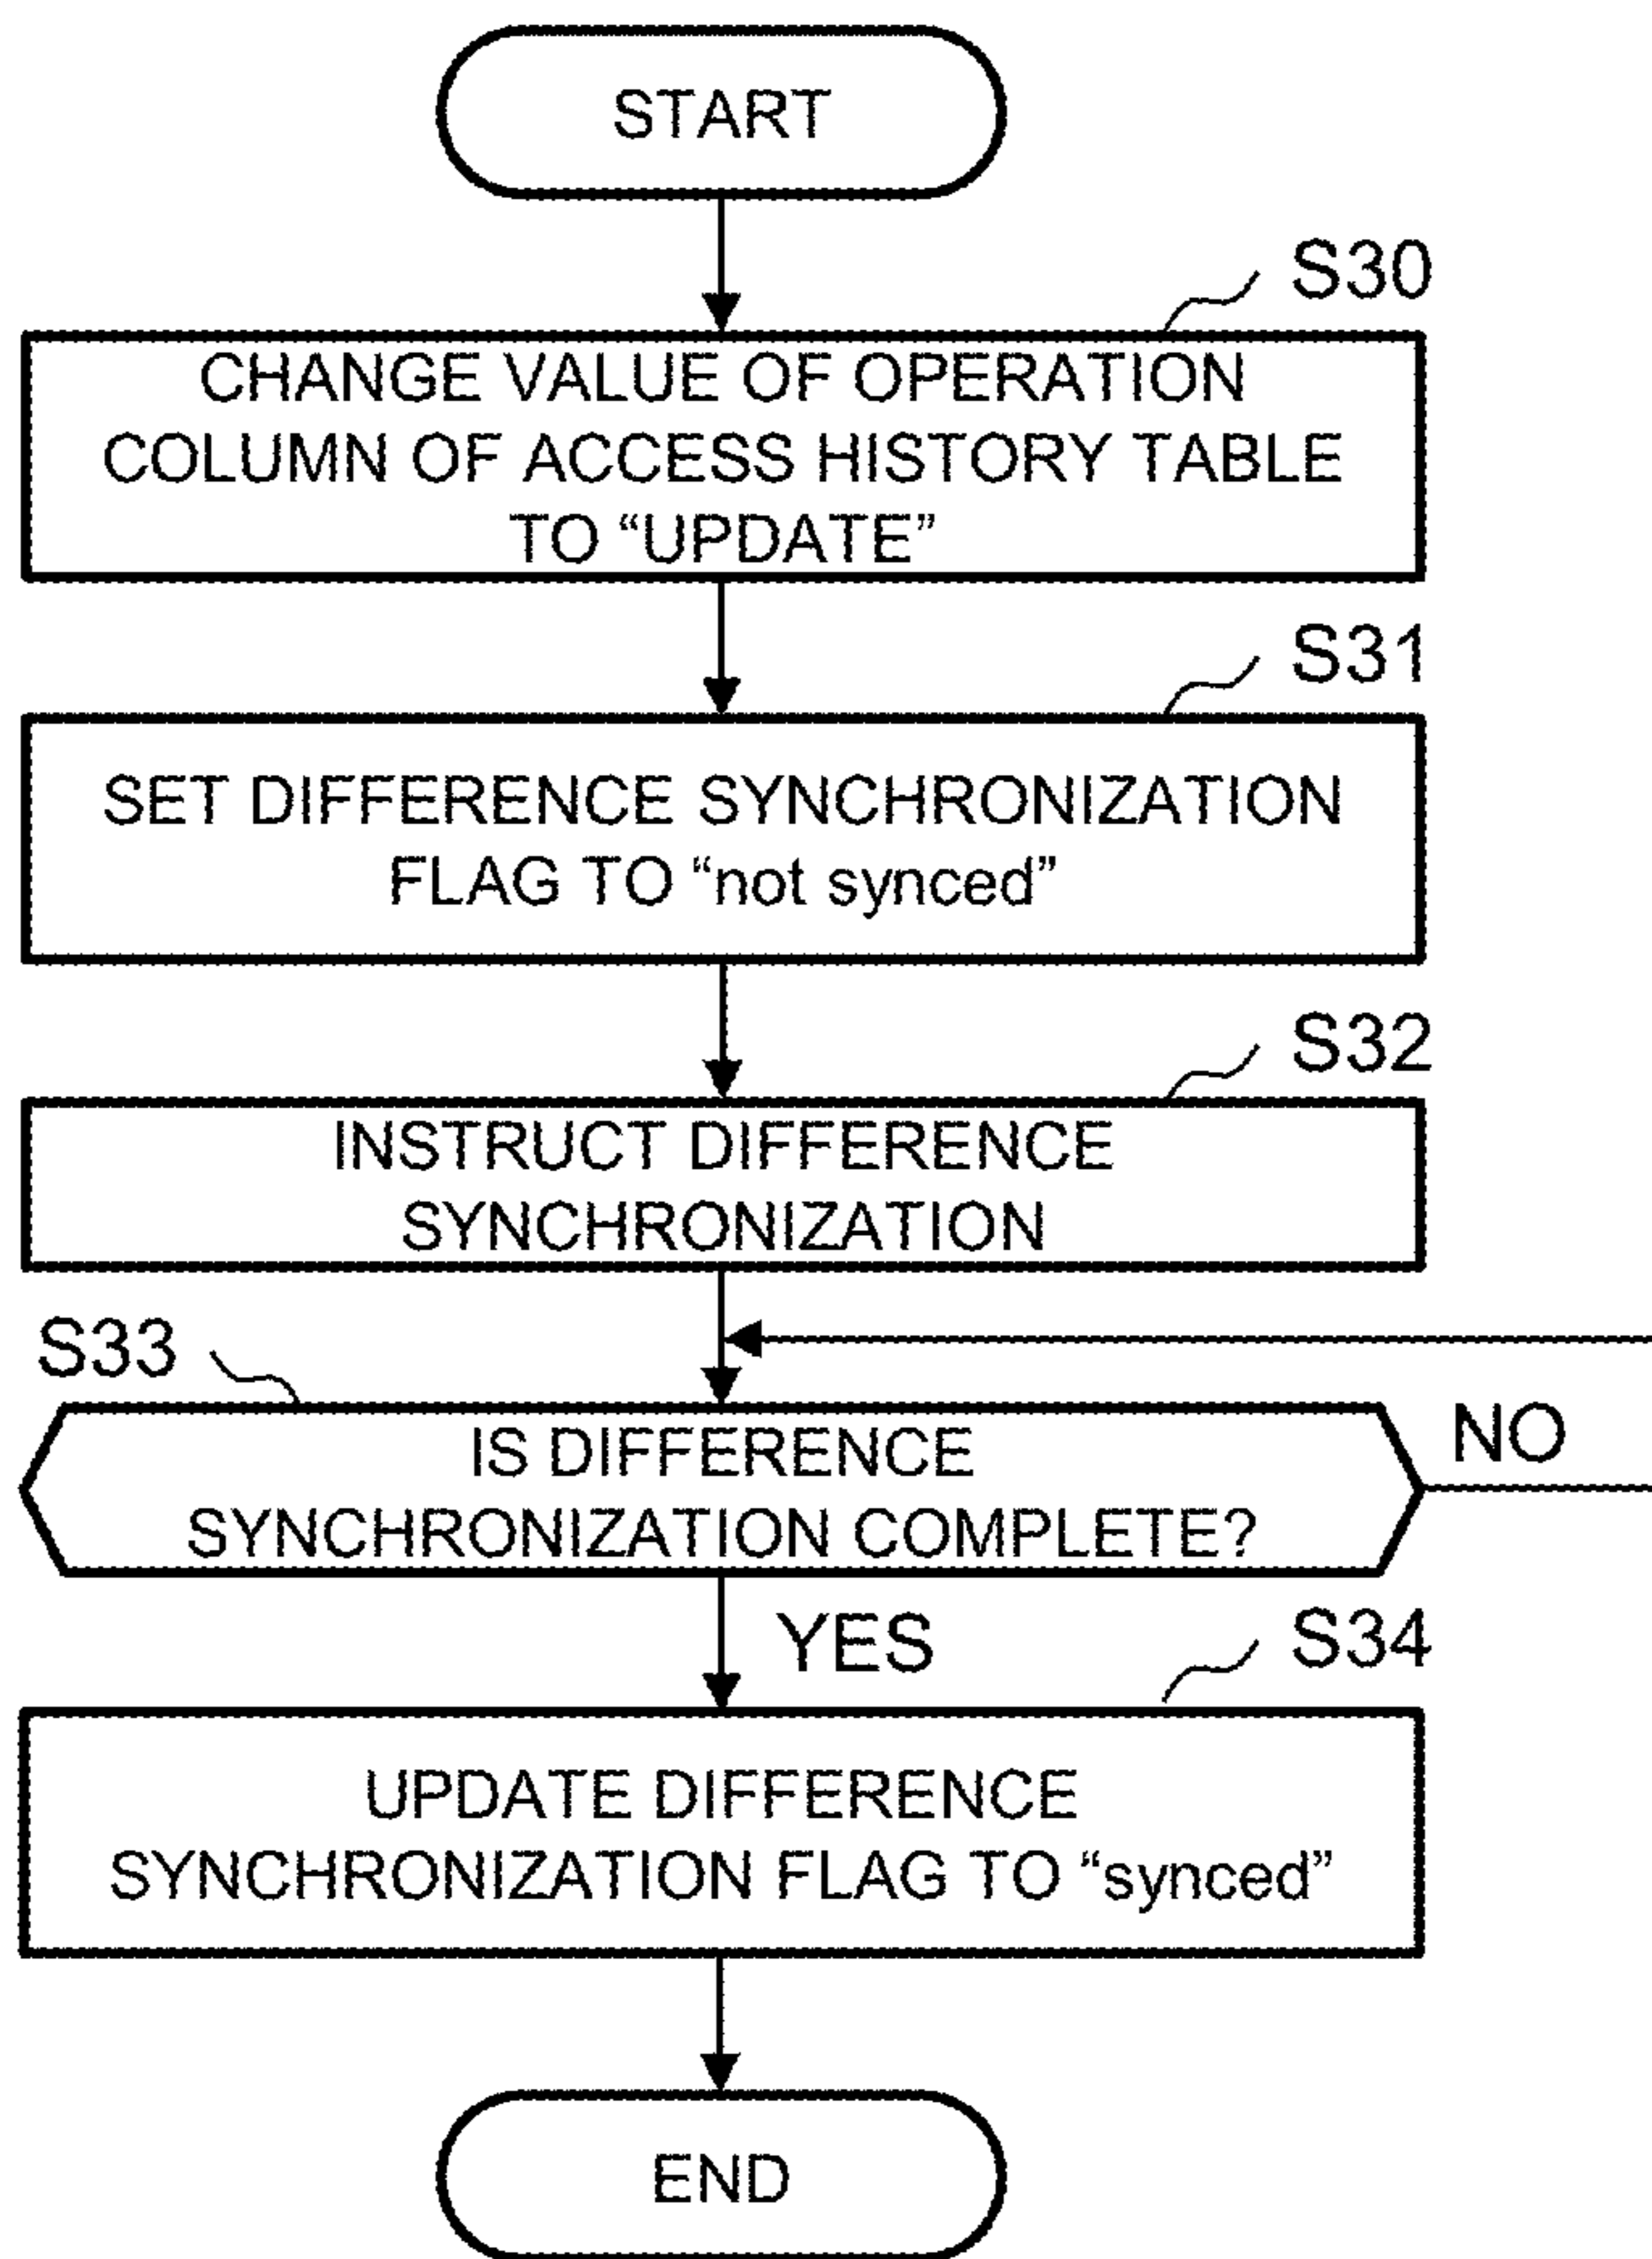 START
S30
CHANGE VALUE OF OPERATION
COLUMN OF ACCESS HISTORY TABLE
TO “UPDATE”
S31
SET DIFFERENCE SYNCHRONIZATION
FLAG TO “not synced”
S32
INSTRUCT DIFFERENCE
SYNCHRONIZATION
S33
IS DIFFERENCE
SYNCHRONIZATION COMPLETE?
NO
YES
S34
UPDATE DIFFERENCE
SYNCHRONIZATION FLAG TO “synced”
END